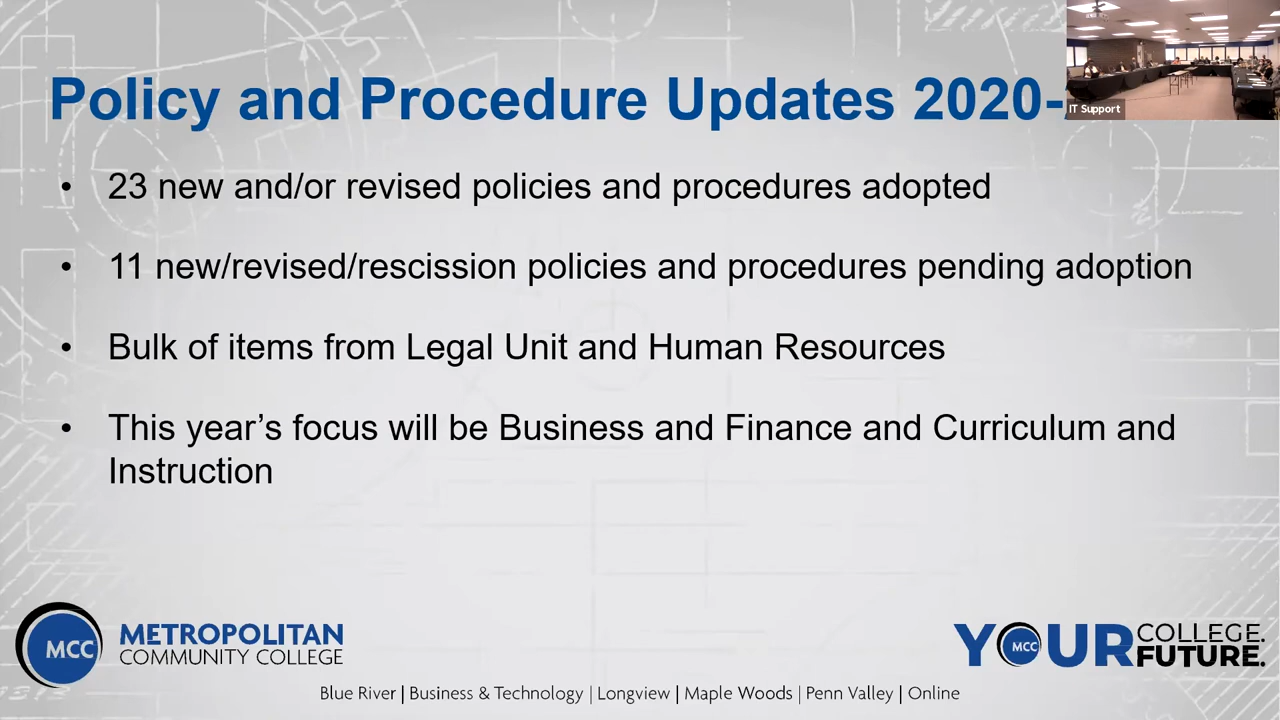 Policy and Procedure Updates 2020-
IT Support
• 23 new and/or revised policies and procedures adopted
• 11 new/revised/rescission policies and procedures pending adoption
• Bulk of items from Legal Unit and Human Resources
• This year’s focus will be Business and Finance and Curriculum and
Instruction
MCC
METROPOLITAN
COMMUNITY COLLEGE
YOUR COLLEGE.
MCC
FUTURE.
Blue River | Business & Technology | Longview | Maple Woods | Penn Valley | Online